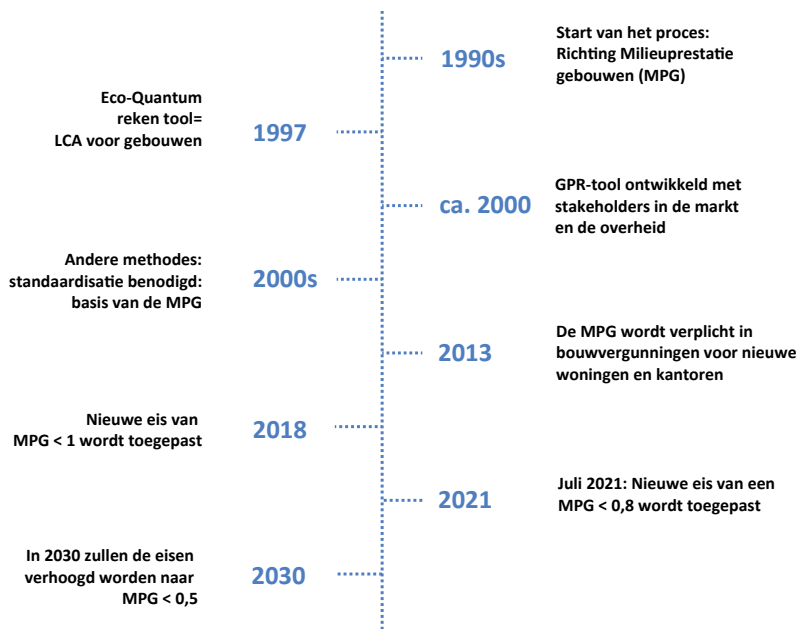 1990s
Start van het proces:
Richting Milieuprestatie
gebouwen (MPG)
Eco-Quantum
reken tool=
LCA voor gebouwen
1997
ca. 2000
GPR-tool ontwikkeld met
stakeholders in de markt
en de overheid
Andere methodes:
standaardisatie benodigd:
basis van de MPG
2000s
2013
De MPG wordt verplicht in
bouwvergunningen voor nieuwe
woningen en kantoren
Nieuwe eis van
MPG < 1 wordt toegepast
2018
2021
Juli 2021: Nieuwe eis van een
MPG < 0,8 wordt toegepast
In 2030 zullen de eisen
verhoogd worden naar
MPG < 0,5
2030